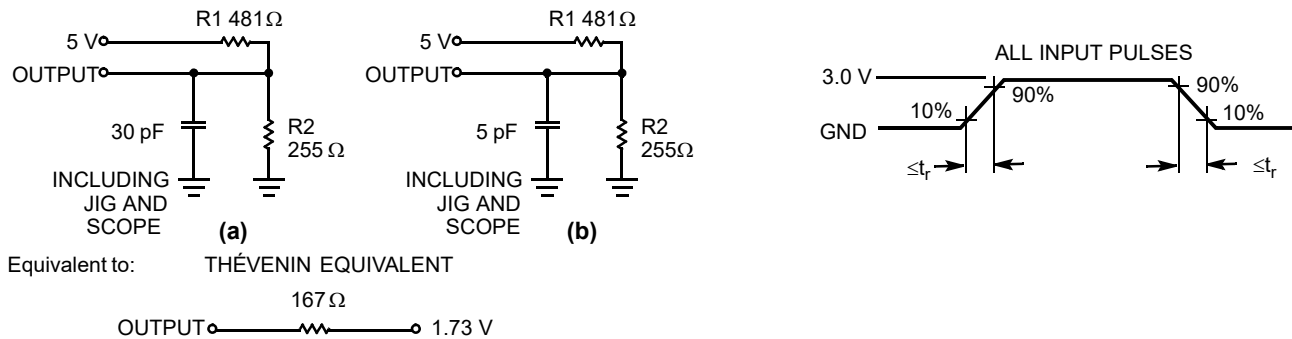 R1 481Ω
5 V
OUTPUT
30 pF
R2
255 Ω
INCLUDING
JIG AND
SCOPE
(a)
R1 481Ω
5 V
OUTPUT
5 pF
R2
255Ω
INCLUDING
JIG AND
SCOPE
(b)
ALL INPUT PULSES
3.0 V
90%
90%
10%
10%
GND
≤tr
≤tr
Equivalent to: THÉVENIN EQUIVALENT
167 Ω
OUTPUT 1.73 V